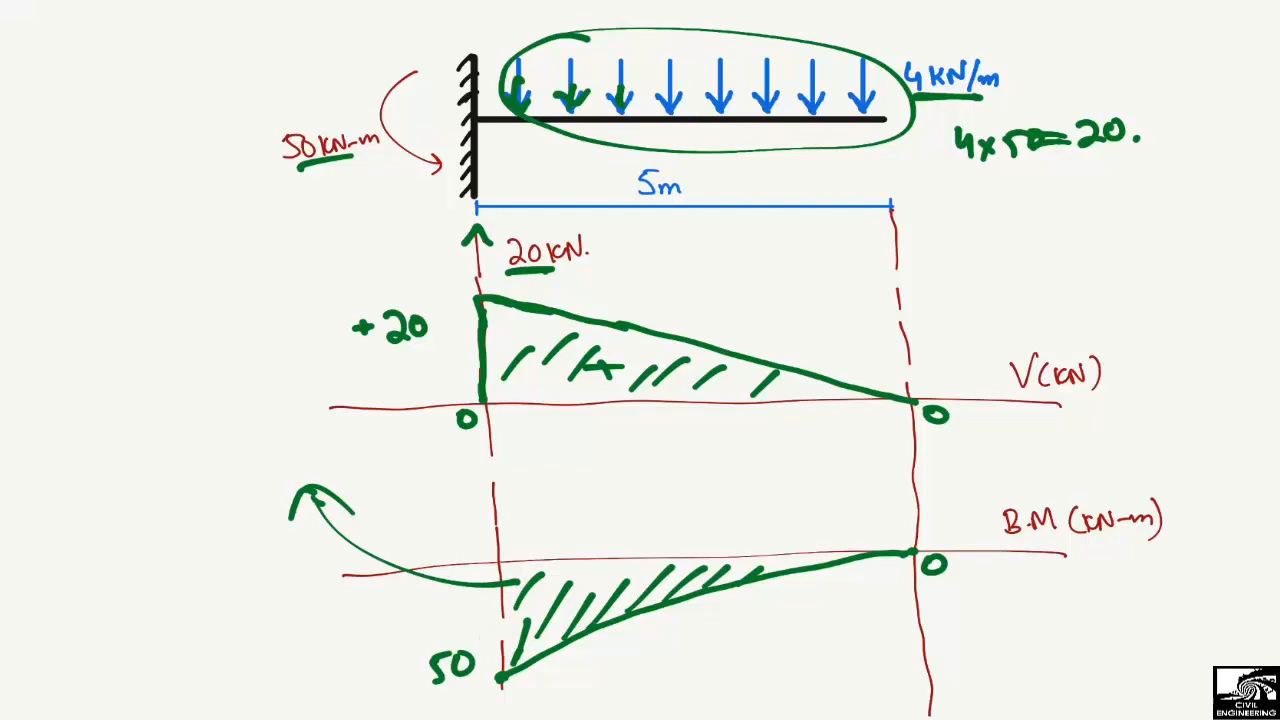 4 KN/m
4x5 = 20.
50 KN-m
5m
20 KN.
+20
+
V(KN)
0
0
B.M (KN-m)
0
50
CIVIL
ENGINEERING